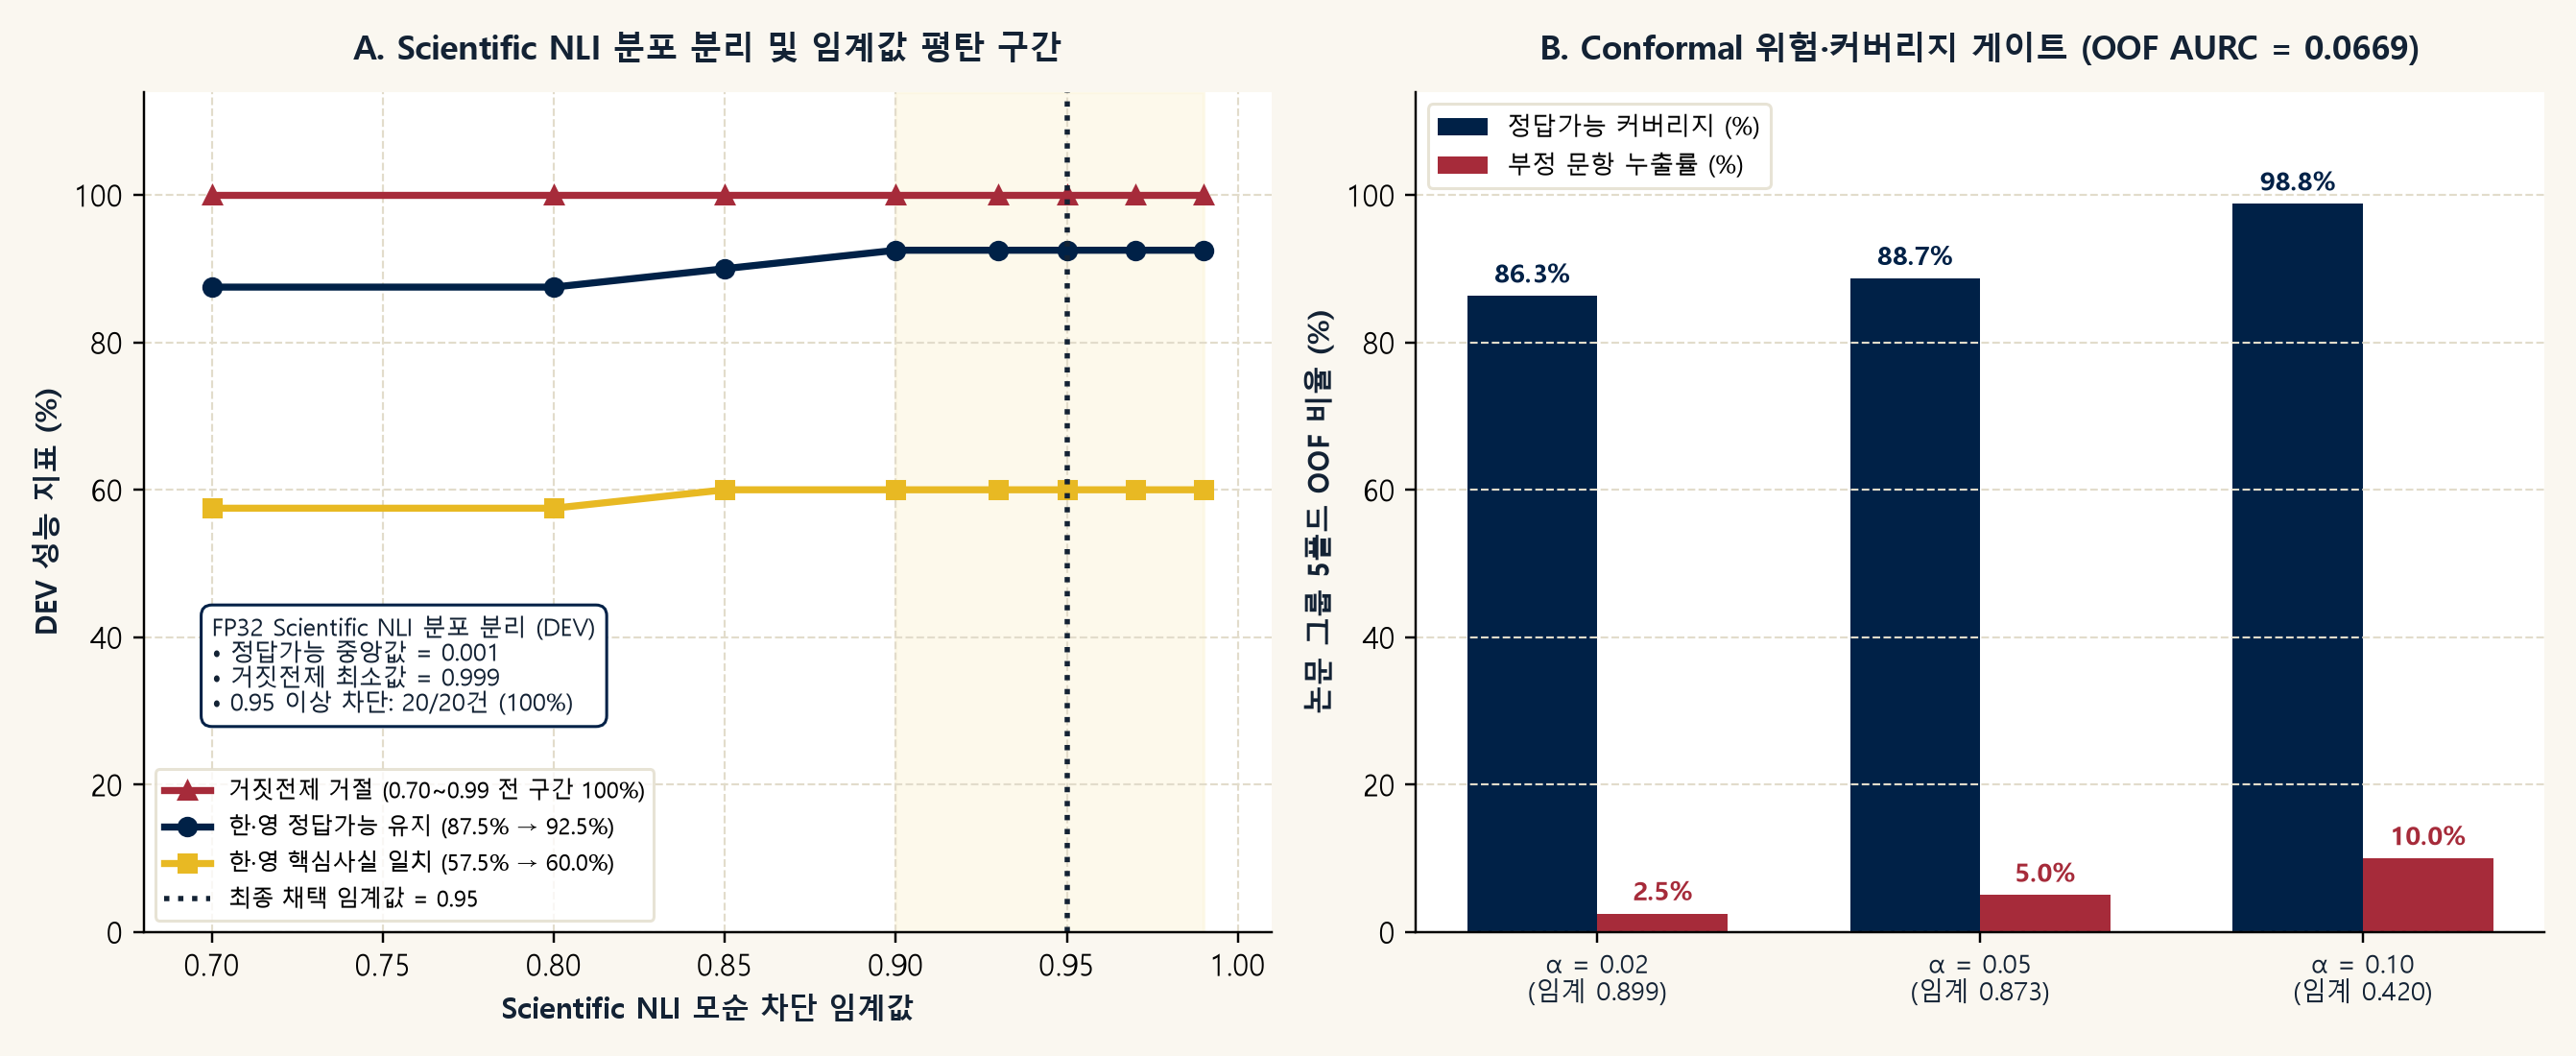 A. Scientific NLI 분포 분리 및 임계값 평탄 구간
DEV 성능 지표 (%)
100
80
60
40
20
0
FP32 Scientific NLI 분포 분리 (DEV)
• 정답가능 중앙값 = 0.001
• 거짓전제 최소값 = 0.999
• 0.95 이상 차단: 20/20건 (100%)
거짓전제 거절 (0.70~0.99 전 구간 100%)
한·영 정답가능 유지 (87.5% → 92.5%)
한·영 핵심사실 일치 (57.5% → 60.0%)
최종 채택 임계값 = 0.95
0.70 0.75 0.80 0.85 0.90 0.95 1.00
Scientific NLI 모순 차단 임계값
B. Conformal 위험·커버리지 게이트 (OOF AURC = 0.0669)
논문 그룹 5폴드 OOF 비율 (%)
정답가능 커버리지 (%)
부정 문항 누출률 (%)
100
80
60
40
20
0
86.3%
2.5%
88.7%
5.0%
98.8%
10.0%
α = 0.02
(임계 0.899)
α = 0.05
(임계 0.873)
α = 0.10
(임계 0.420)